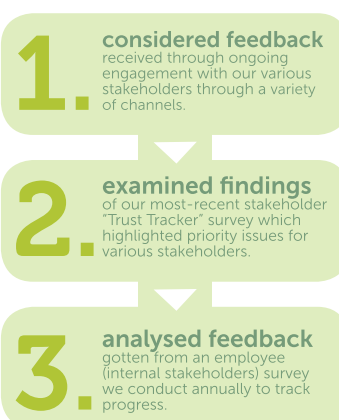 1.
considered feedback
received through ongoing
engagement with our various
stakeholders through a variety
of channels.
2.
examined findings
of our most-recent stakeholder
“Trust Tracker” survey which
highlighted priority issues for
various stakeholders.
3.
analysed feedback
gotten from an employee
(internal stakeholders) survey
we conduct annually to track
progress.